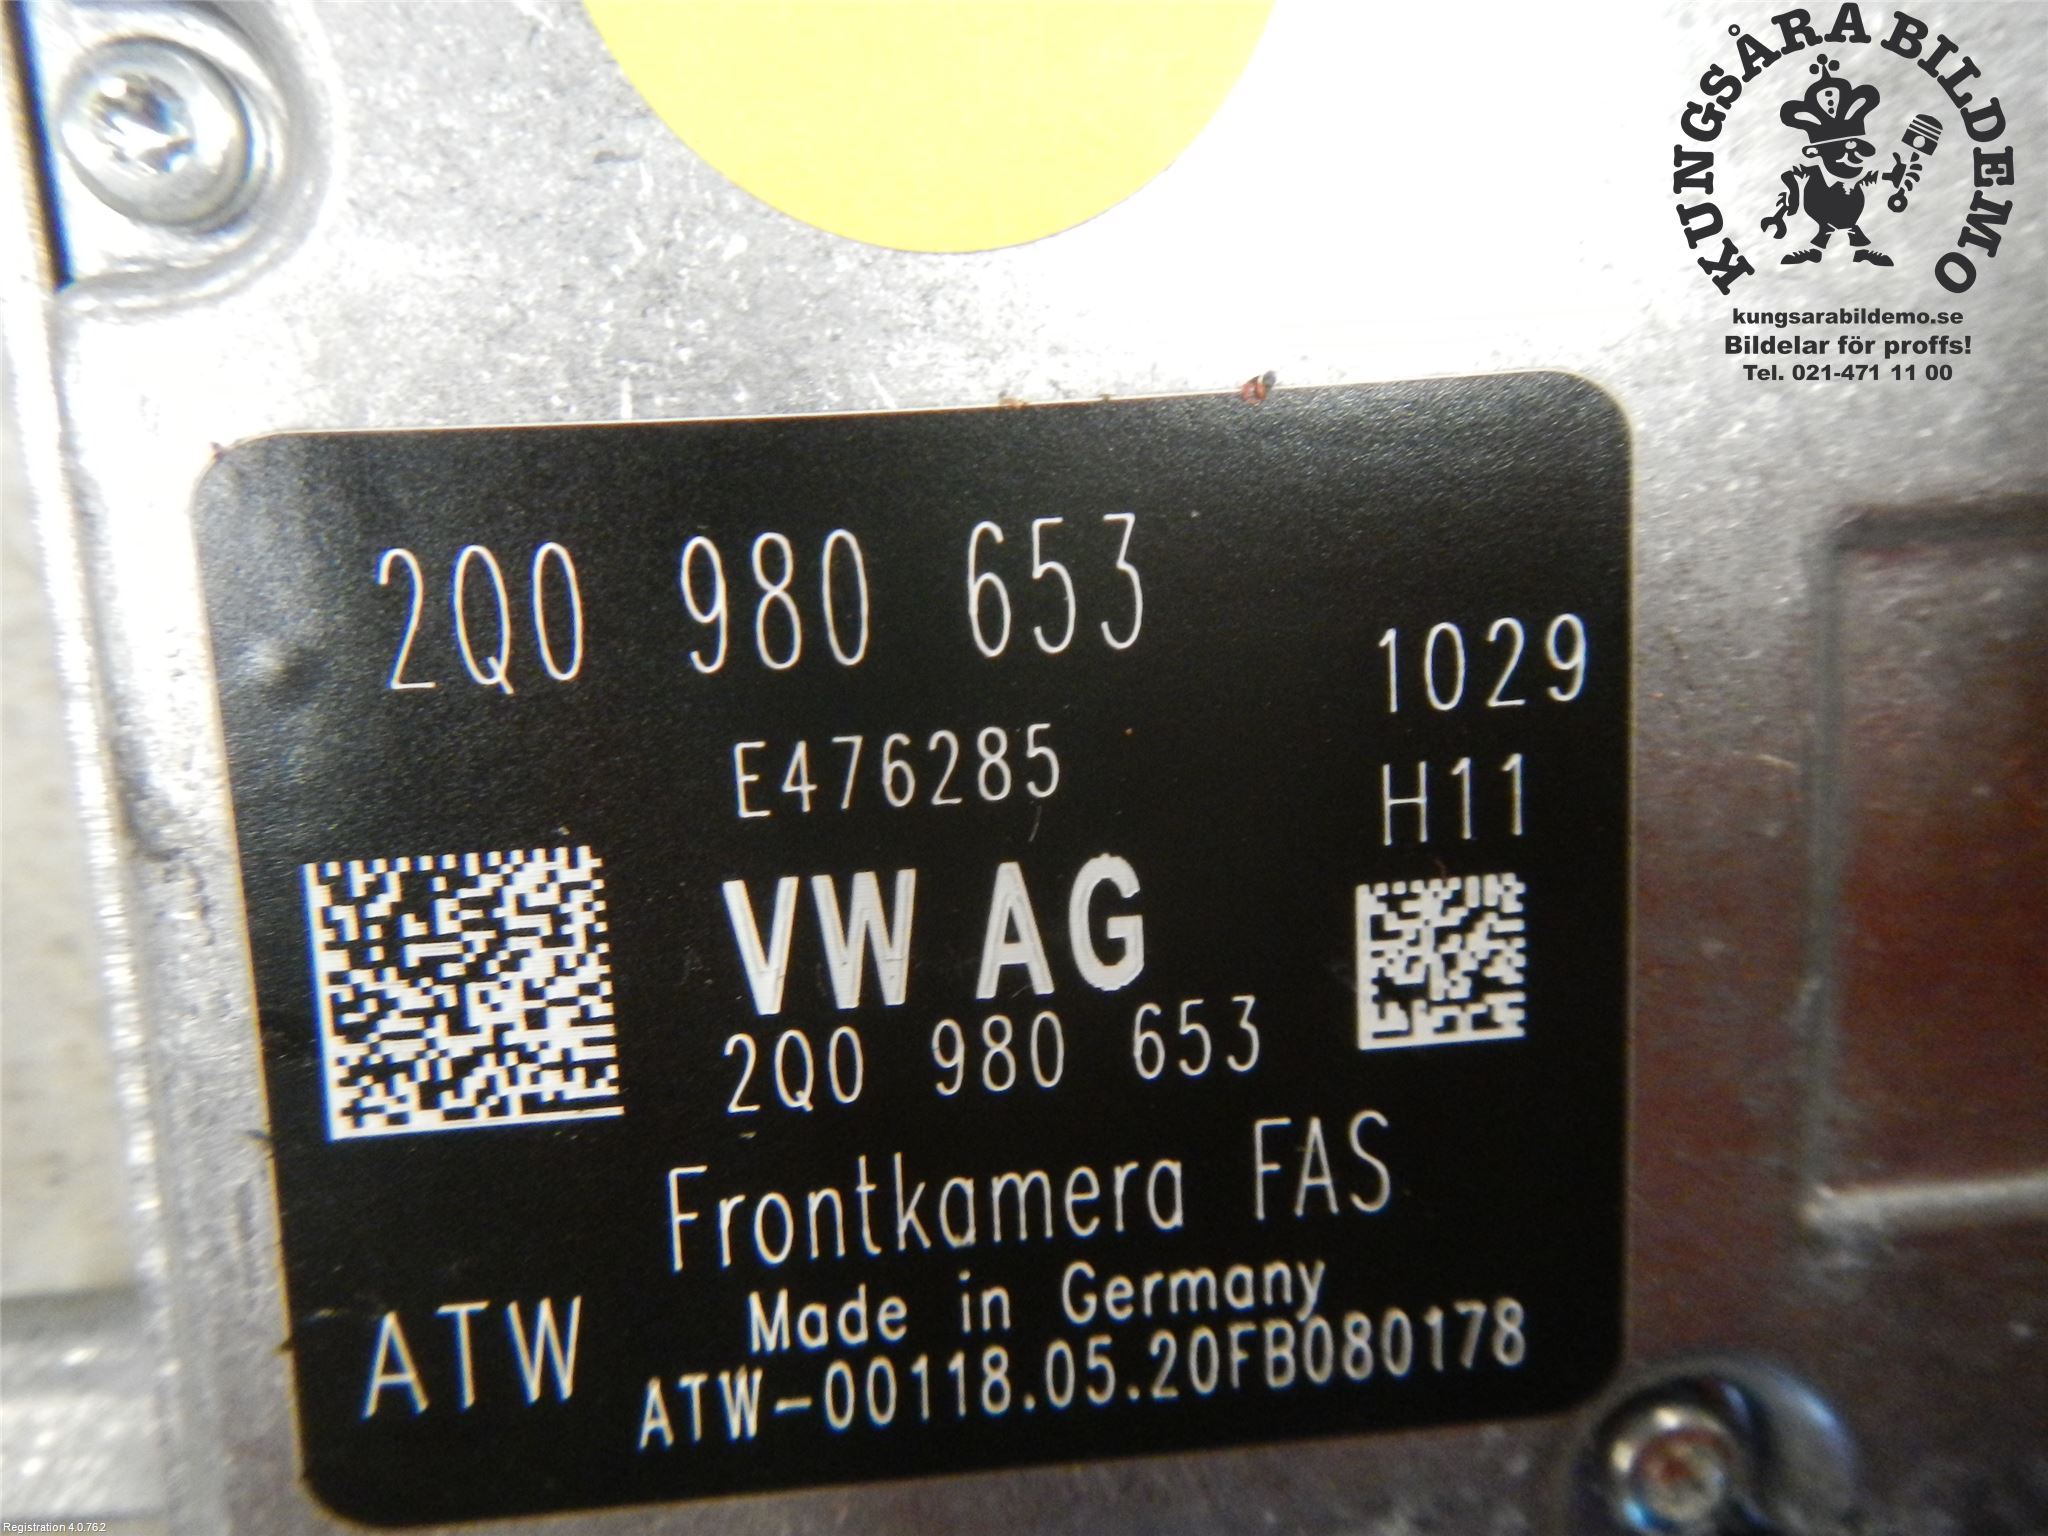 KUNGSÅRA BILDEMO
kungsarabildemo.se
Bildelar för proffs!
Tel. 021-471 11 00
2Q0 980 653
1029
E476285
H11
VW AG
2Q0 980 653
Frontkamera FAS
Made in Germany
ATW
ATW-00118.05.20FB080178
Registration 4.0.762